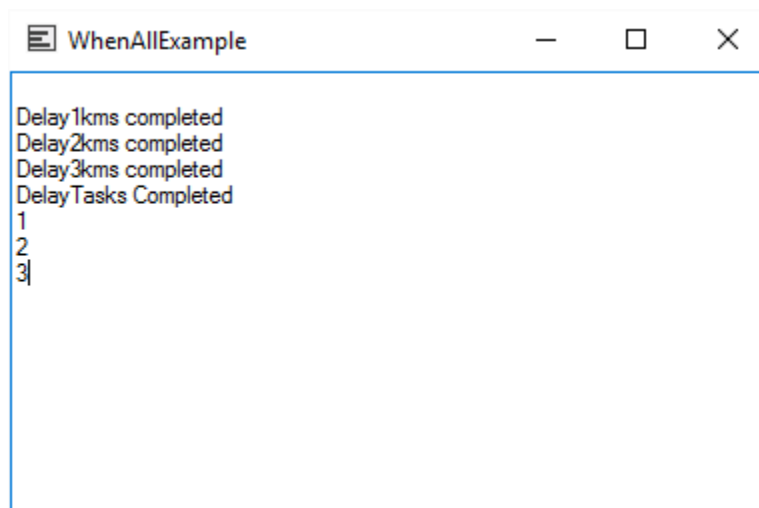 WhenAllExample
Delay1kms completed
Delay2kms completed
Delay3kms completed
DelayTasks Completed
1
2
3